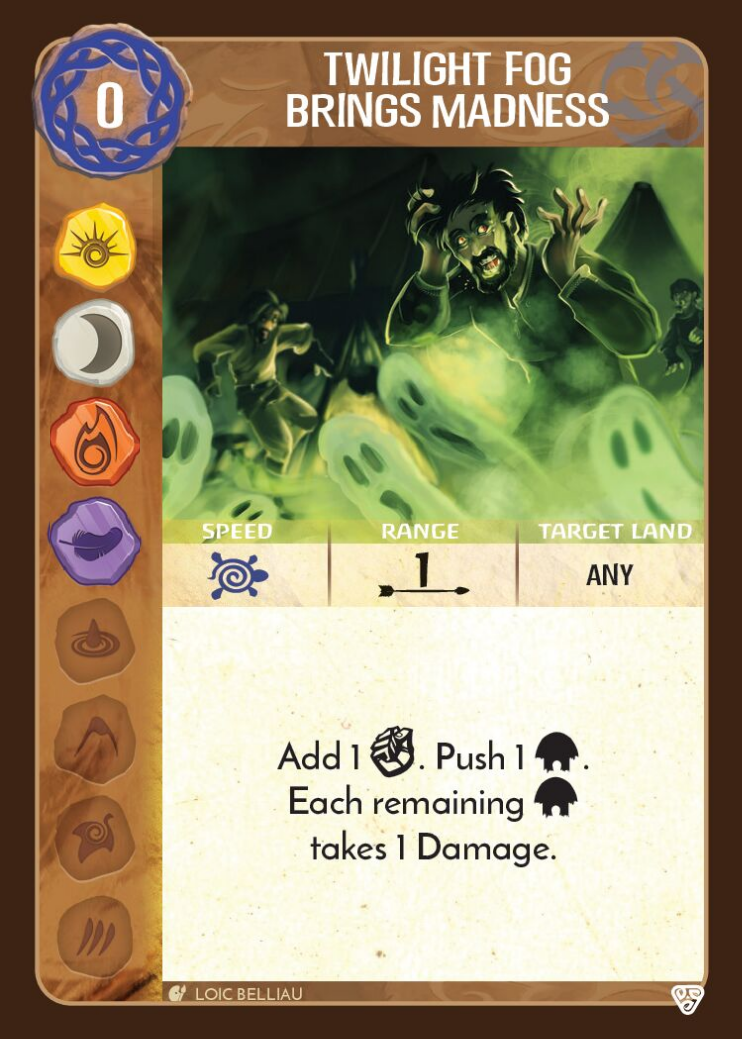 0
TWILIGHT FOG
BRINGS MADNESS
SPEED RANGE TARGET LAND
1 ANY
Add 1 . Push 1 .
Each remaining
takes 1 Damage.
LOIC BELLIAU